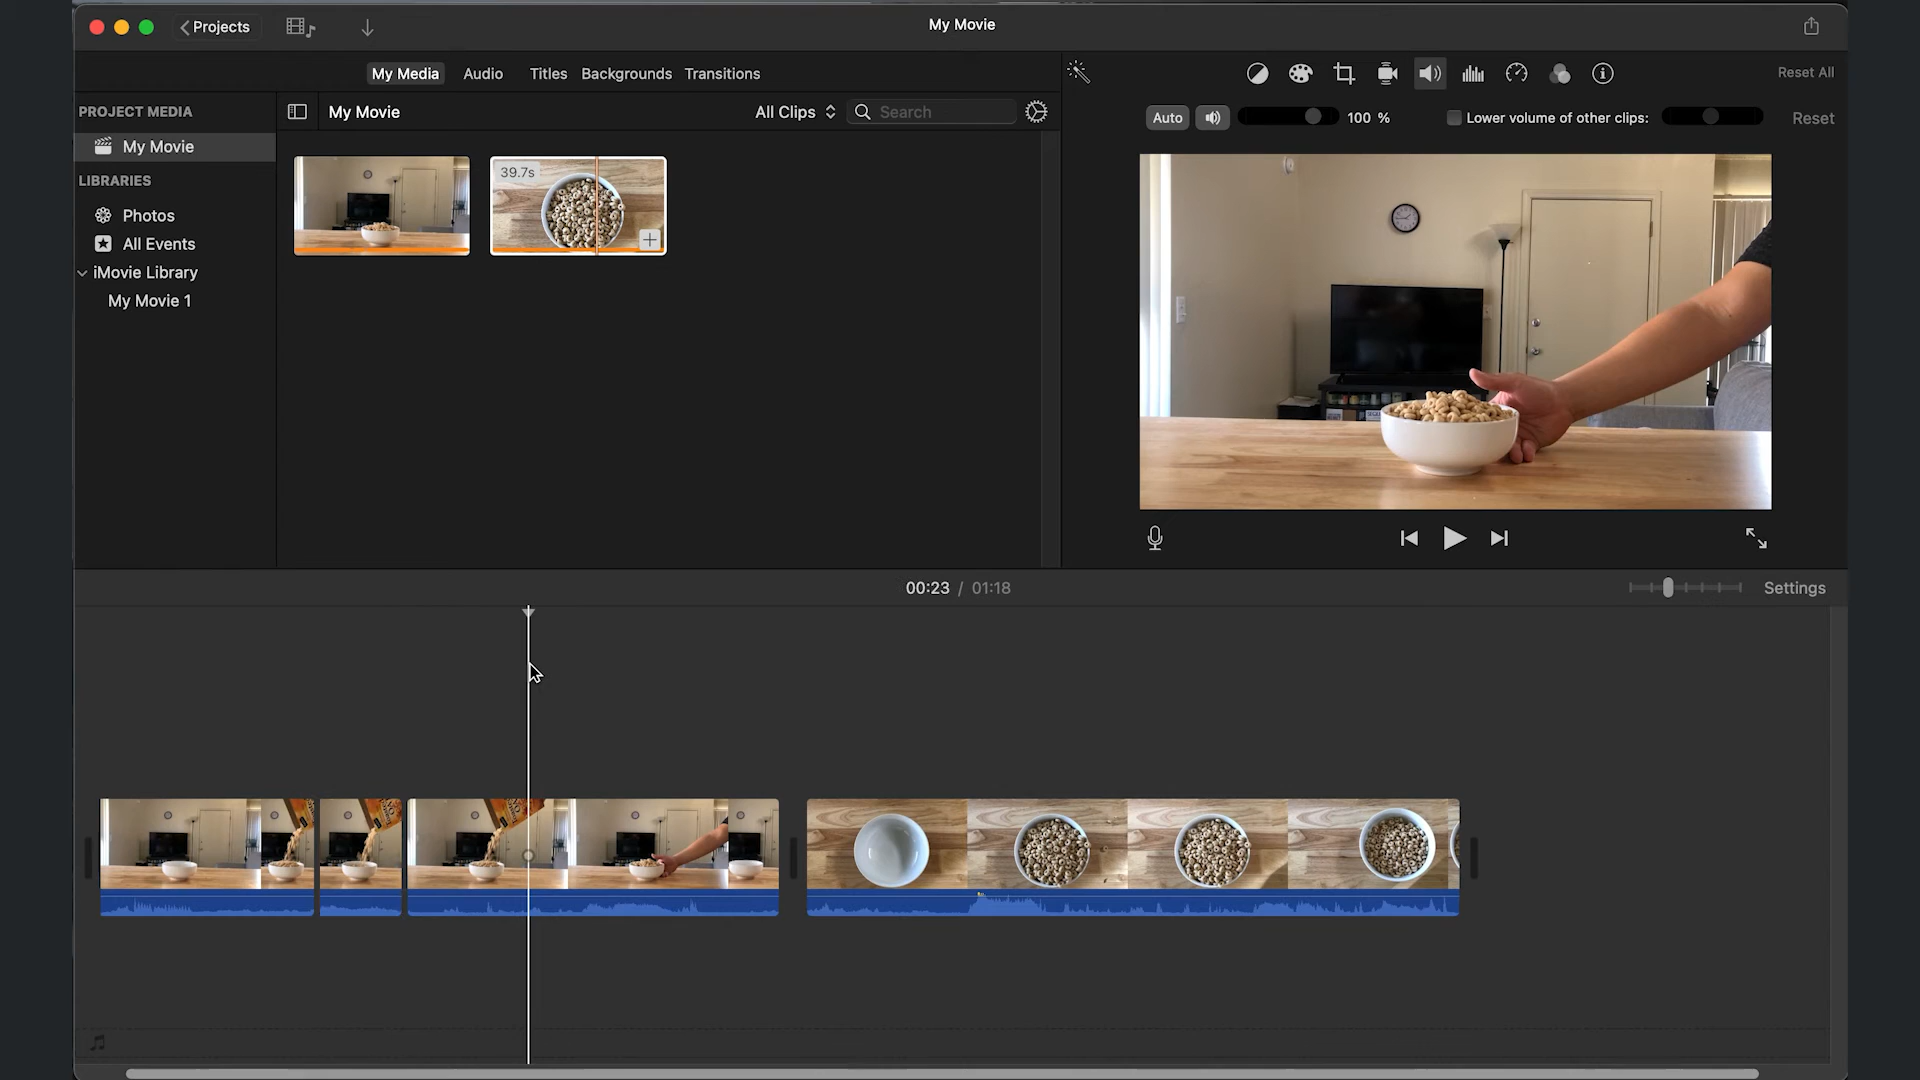 Projects
My Movie
My Media Audio Titles Backgrounds Transitions
Reset All
PROJECT MEDIA
My Movie
LIBRARIES
Photos
All Events
iMovie Library
My Movie 1
My Movie
All Clips
Search
Auto
100 %
Lower volume of other clips:
Reset
39.7s
00:23 / 01:18
Settings